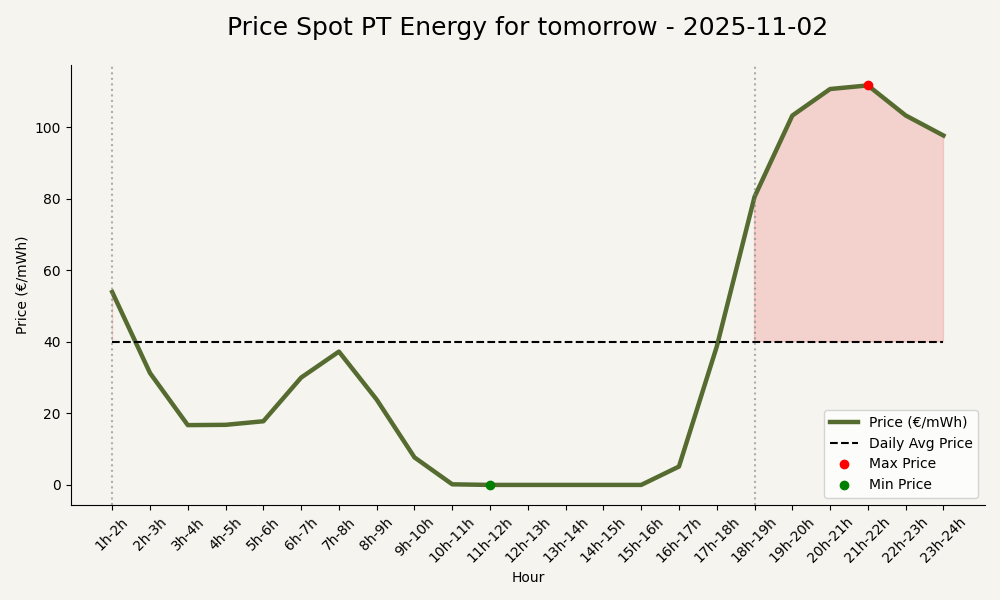 Price Spot PT Energy for tomorrow - 2025-11-02
Price (€/mWh)
100
80
60
40
20
0
Price (€/mWh)
Daily Avg Price
Max Price
Min Price
1h-2h
2h-3h
3h-4h
4h-5h
5h-6h
6h-7h
7h-8h
8h-9h
9h-10h
10h-11h
11h-12h
12h-13h
13h-14h
14h-15h
15h-16h
16h-17h
17h-18h
18h-19h
19h-20h
20h-21h
21h-22h
22h-23h
23h-24h
Hour